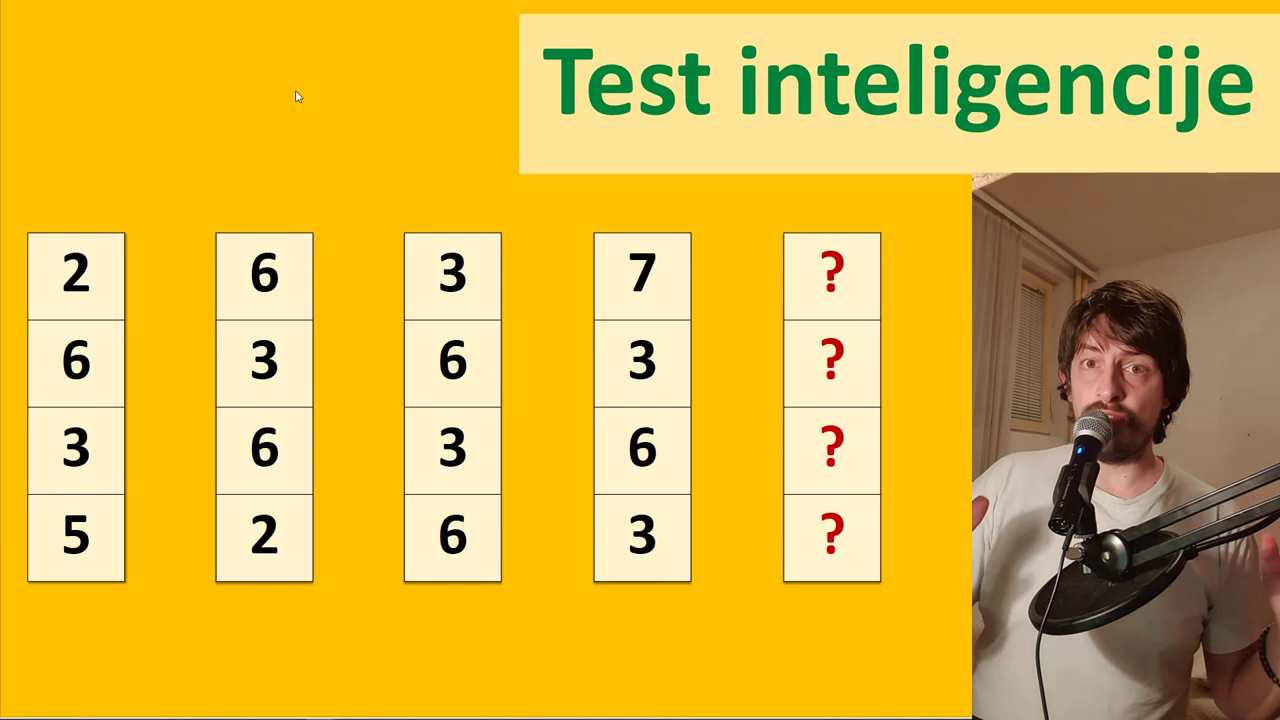 Test inteligencije
2 6 3 7 ?
6 3 6 3 ?
3 6 3 6 ?
5 2 6 3 ?